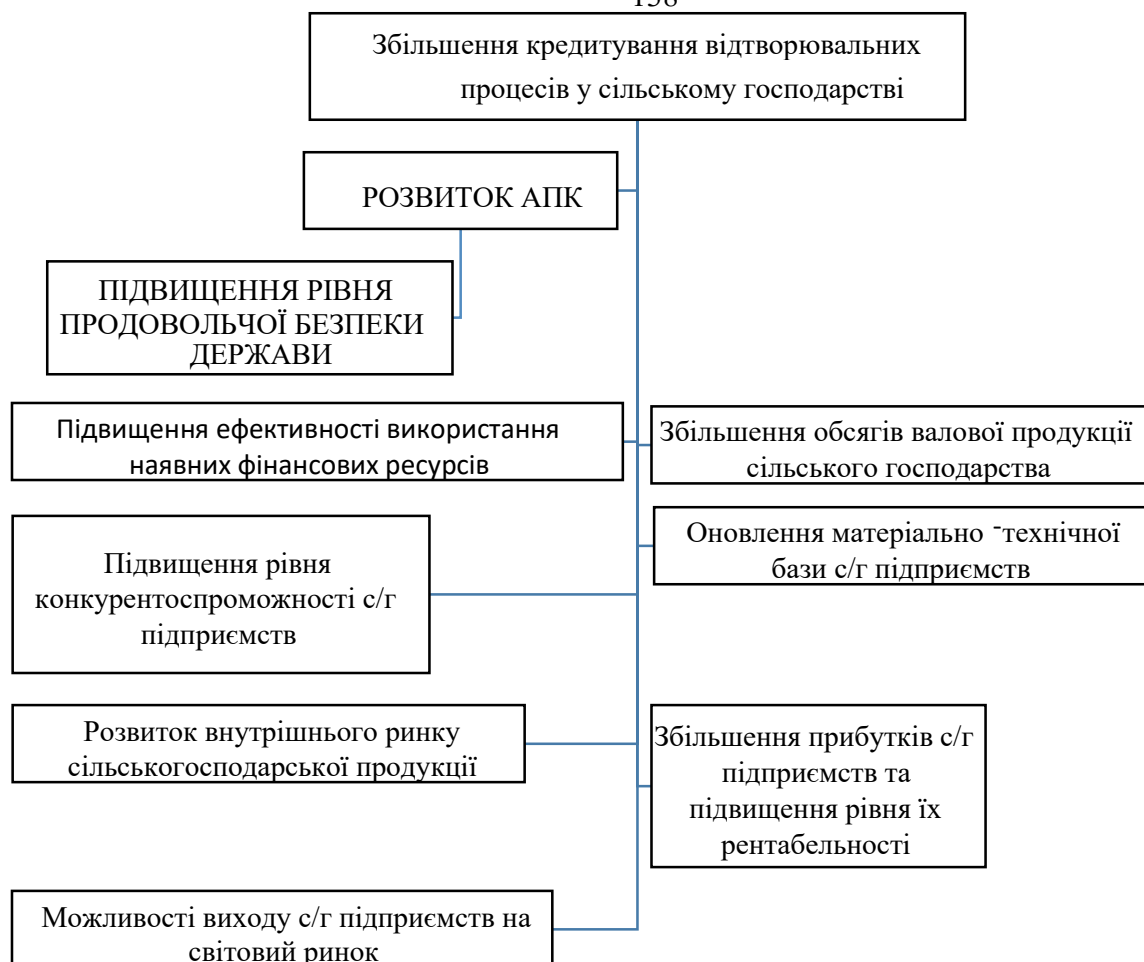 158
Збільшення кредитування відтворювальних
процесів у сільському господарстві
РОЗВИТОК АПК
ПІДВИЩЕННЯ РІВНЯ
ПРОДОВОЛЬЧОЇ БЕЗПЕКИ
ДЕРЖАВИ
Підвищення ефективності використання
наявних фінансових ресурсів
Збільшення обсягів валової продукції
сільського господарства
Підвищення рівня
конкурентоспроможності с/г
підприємств
Оновлення матеріально -технічної
бази с/г підприємств
Розвиток внутрішнього ринку
сільськогосподарської продукції
Збільшення прибутків с/г
підприємств та
підвищення рівня їх
рентабельності
Можливості виходу с/г підприємств на
світовий ринок